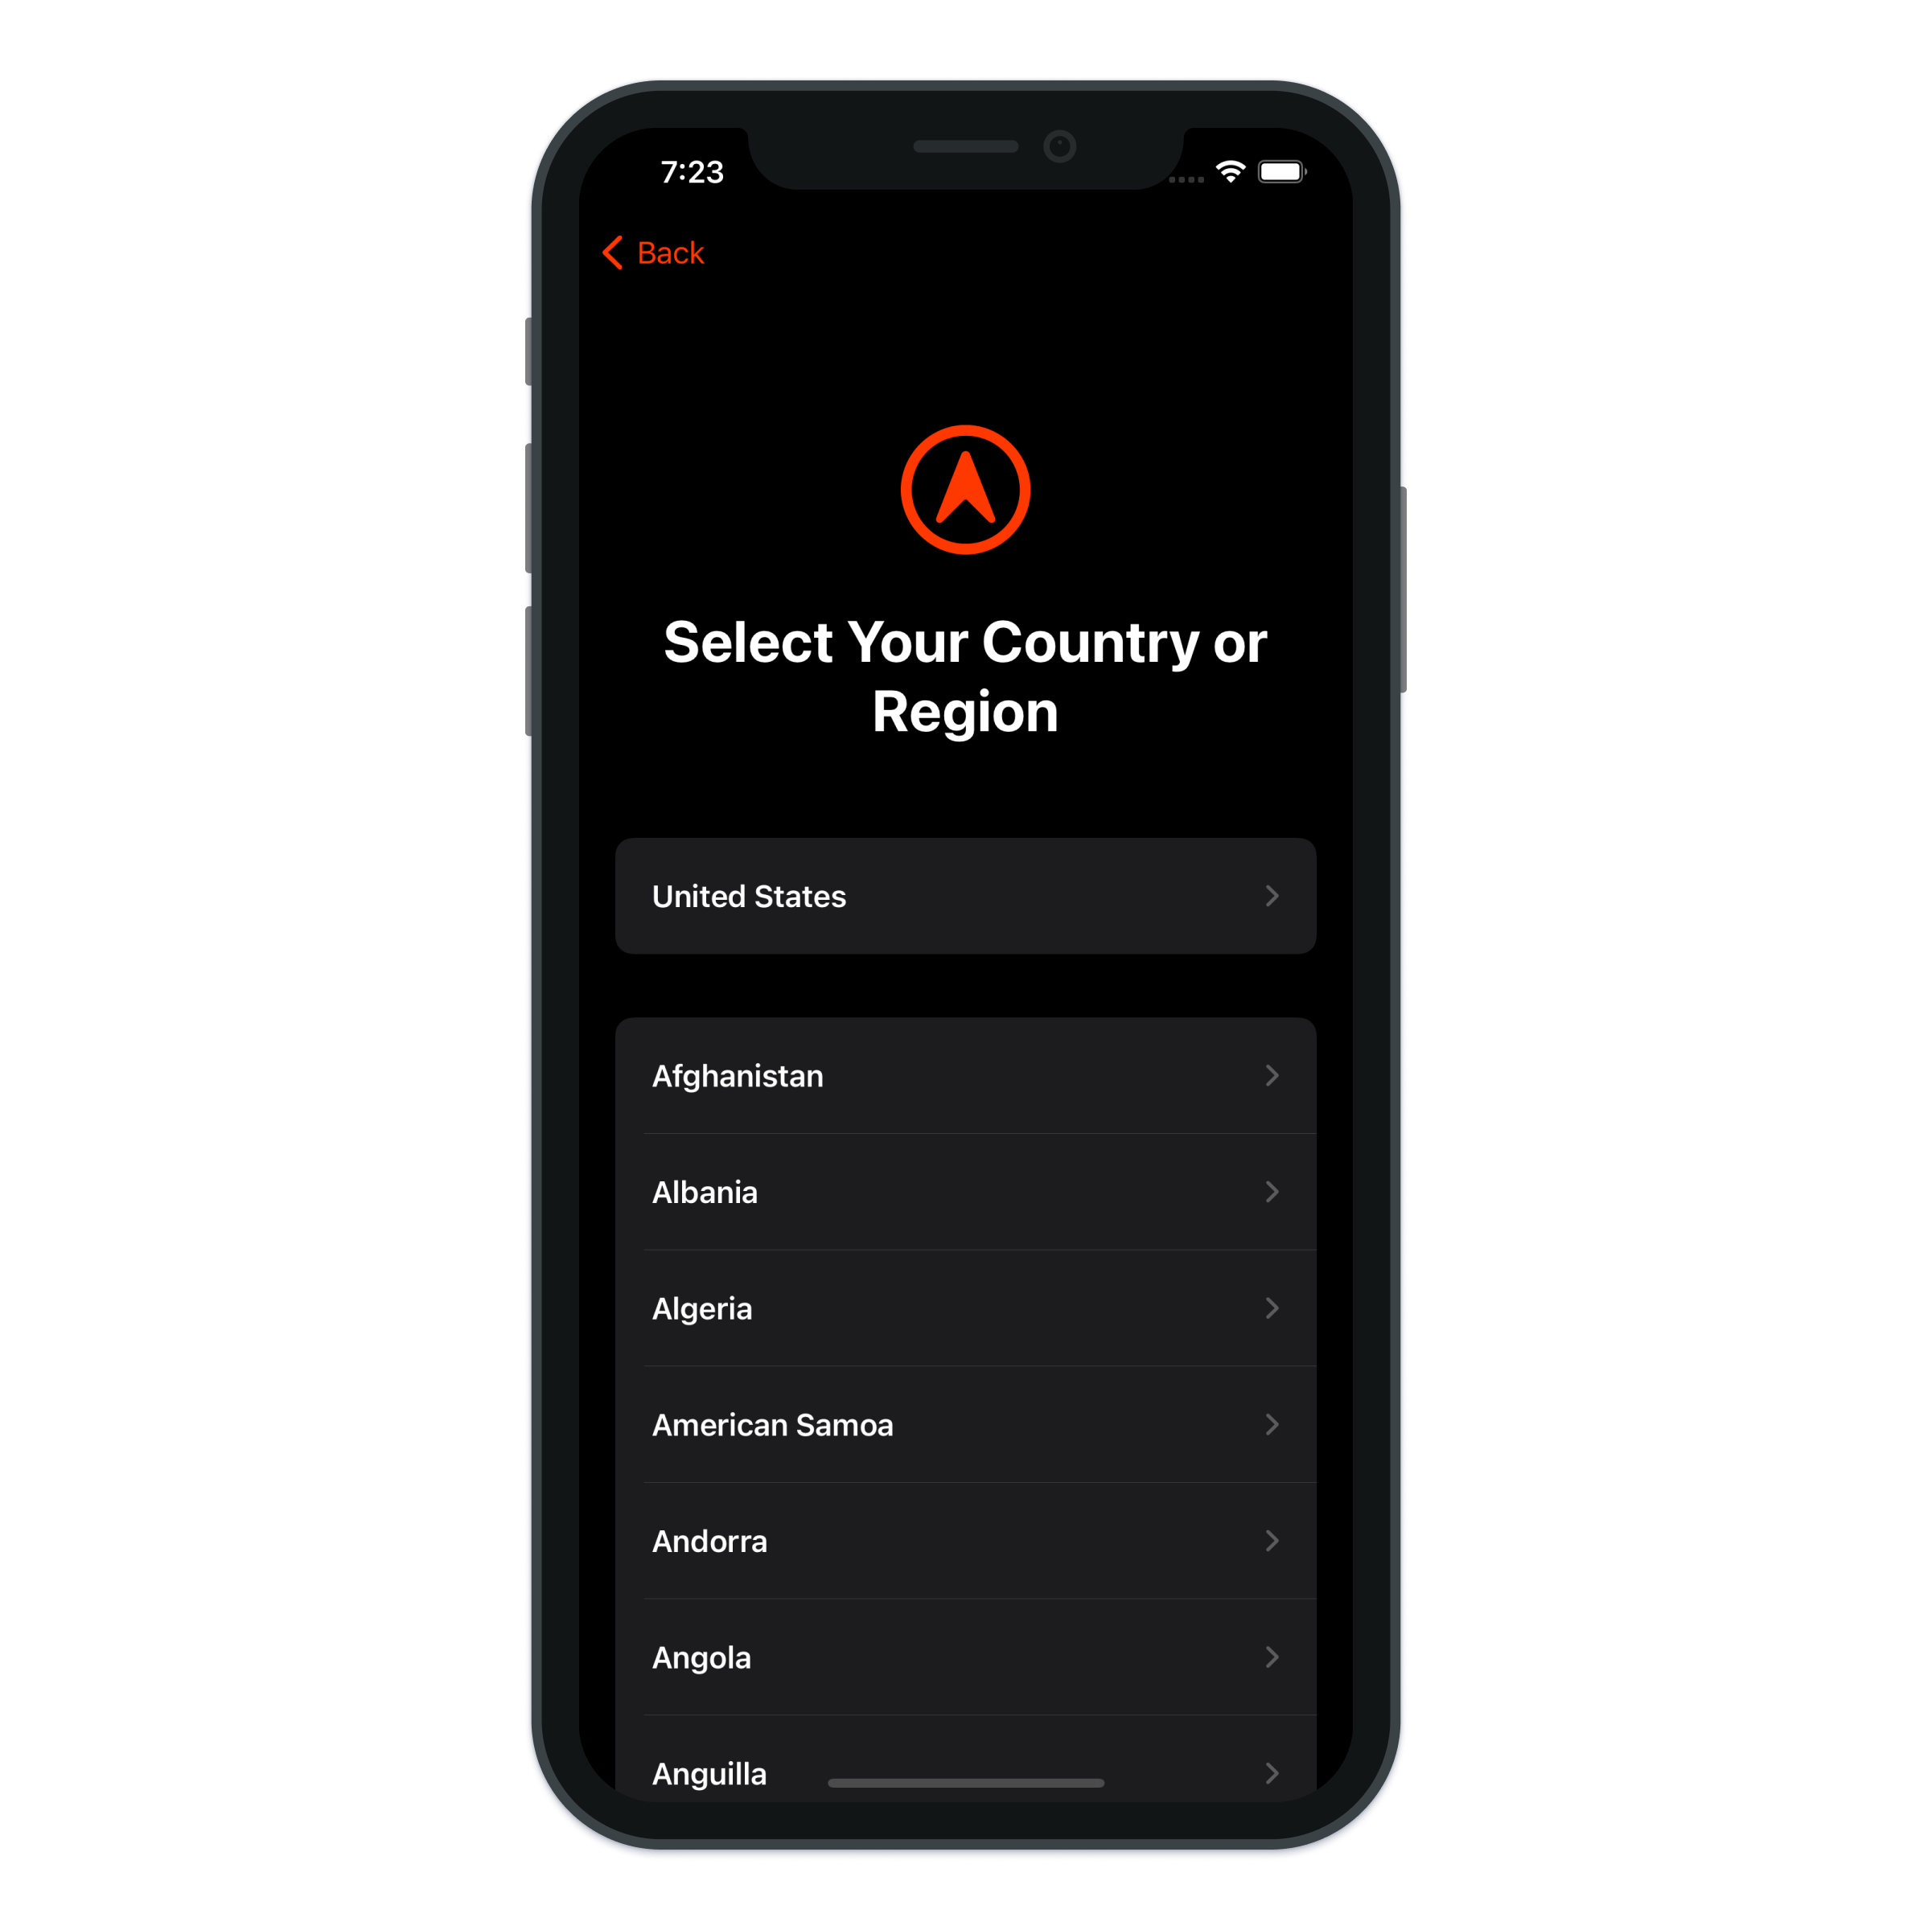 7:23
Back
Select Your Country or
Region
United States
Afghanistan
Albania
Algeria
American Samoa
Andorra
Angola
Anguilla